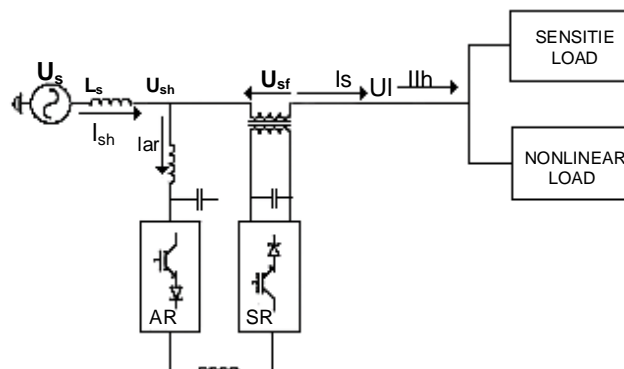 SENSITIE
LOAD
Us
Ls
Ush
Usf
Is
Ul
Ilh
Ish
Iar
NONLINEAR
LOAD
AR
SR